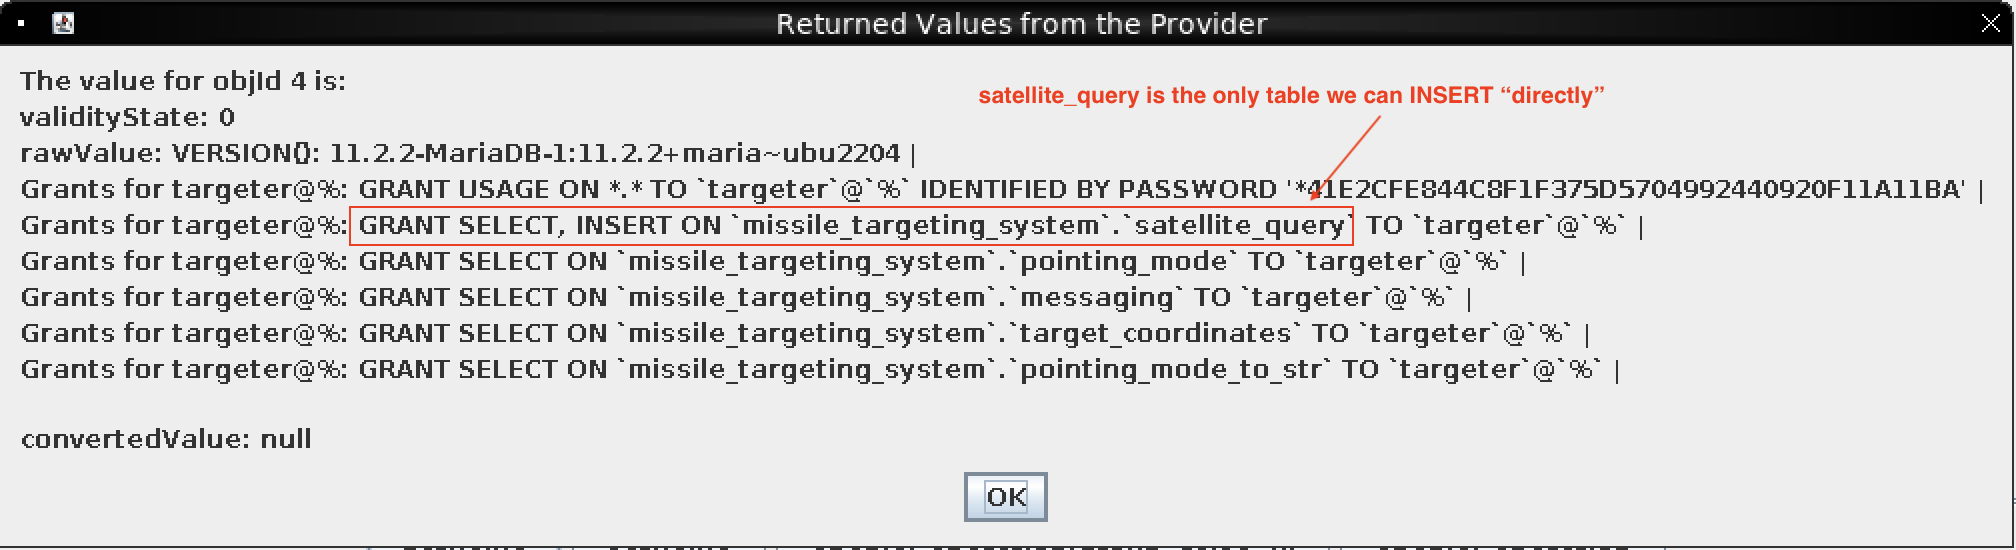 Returned Values from the Provider
The value for objId 4 is:
satellite_query is the only table we can INSERT “directly”
validityState: 0
rawValue: VERSION(): 11.2.2-MariaDB-1:11.2.2+maria~ubu2204 |
Grants for targeter@%: GRANT USAGE ON *.* TO `targeter`@`%` IDENTIFIED BY PASSWORD '*41E2CFE844C8F1F375D5704992440920F11A11BA' |
Grants for targeter@%: GRANT SELECT, INSERT ON `missile_targeting_system`.`satellite_query` TO `targeter`@`%` |
Grants for targeter@%: GRANT SELECT ON `missile_targeting_system`.`pointing_mode` TO `targeter`@`%` |
Grants for targeter@%: GRANT SELECT ON `missile_targeting_system`.`messaging` TO `targeter`@`%` |
Grants for targeter@%: GRANT SELECT ON `missile_targeting_system`.`target_coordinates` TO `targeter`@`%` |
Grants for targeter@%: GRANT SELECT ON `missile_targeting_system`.`pointing_mode_to_str` TO `targeter`@`%` |
convertedValue: null
OK